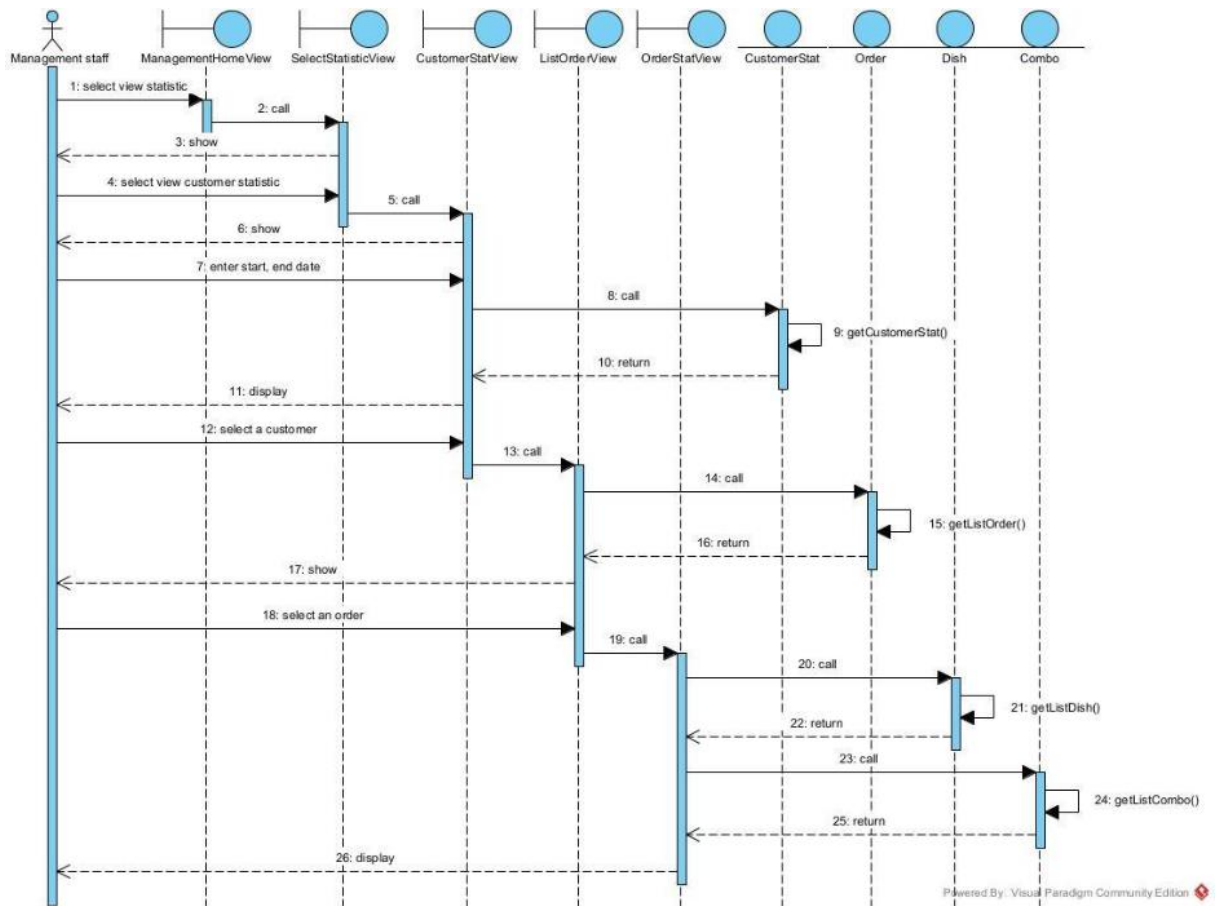 Management staff
ManagementHomeView
SelectStatisticView
CustomerStatView
ListOrderView
OrderStatView
CustomerStat
Order
Dish
Combo
1: select view statistic
2: call
3: show
4: select view customer statistic
5: call
6: show
7: enter start, end date
8: call
9: getCustomerStat()
10: return
11: display
12: select a customer
13: call
14: call
15: getListOrder()
16: return
17: show
18: select an order
19: call
20: call
21: getListDish()
22: return
23: call
24: getListCombo()
25: return
26: display
Powered By: Visual Paradigm Community Edition